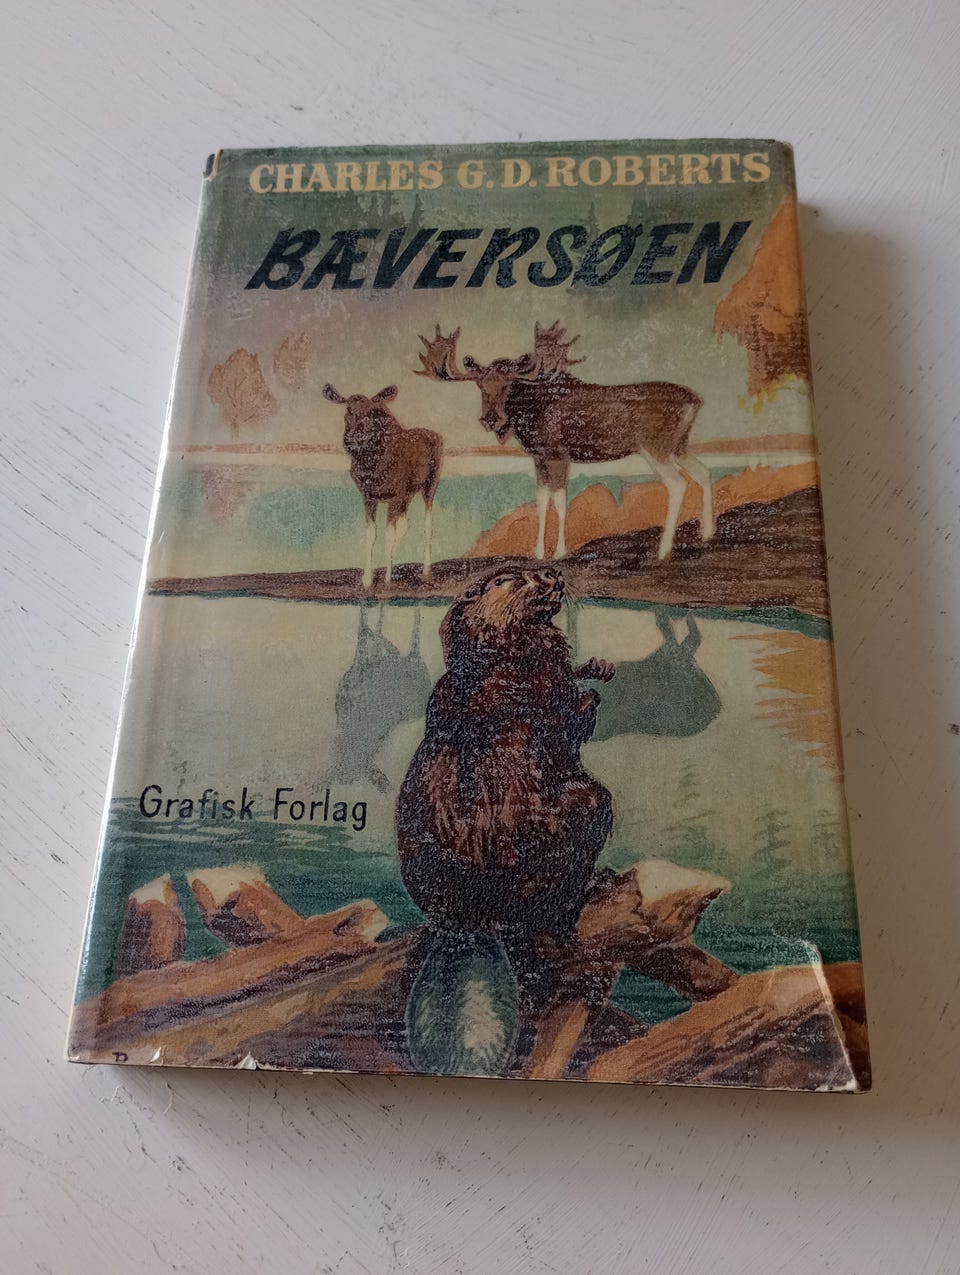 CHARLES G. D. ROBERTS
BÆVERSØEN
Grafisk Forlag